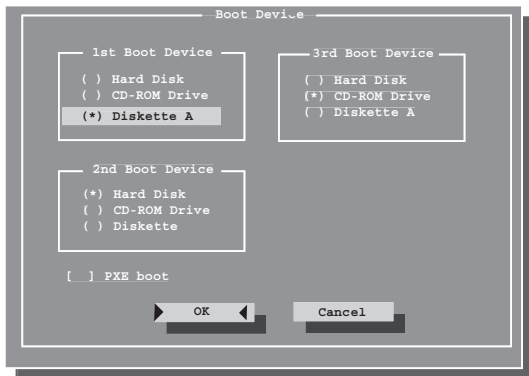 Boot Device
1st Boot Device
( ) Hard Disk
( ) CD-ROM Drive
(*) Diskette A
3rd Boot Device
( ) Hard Disk
(*) CD-ROM Drive
( ) Diskette A
2nd Boot Device
(*) Hard Disk
( ) CD-ROM Drive
( ) Diskette
[ ] PXE boot
OK
Cancel